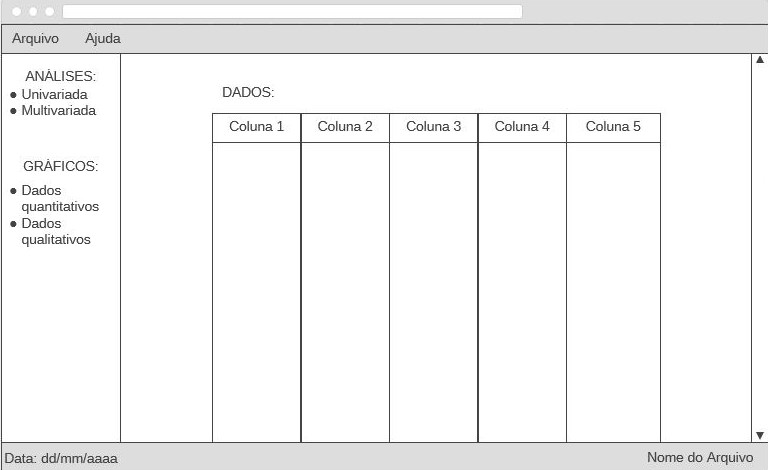 Arquivo Ajuda
ANÁLISES:
● Univariada
● Multivariada
GRÁFICOS:
● Dados
quantitativos
● Dados
qualitativos
DADOS:
Coluna 1 Coluna 2 Coluna 3 Coluna 4 Coluna 5
Data: dd/mm/aaaa Nome do Arquivo